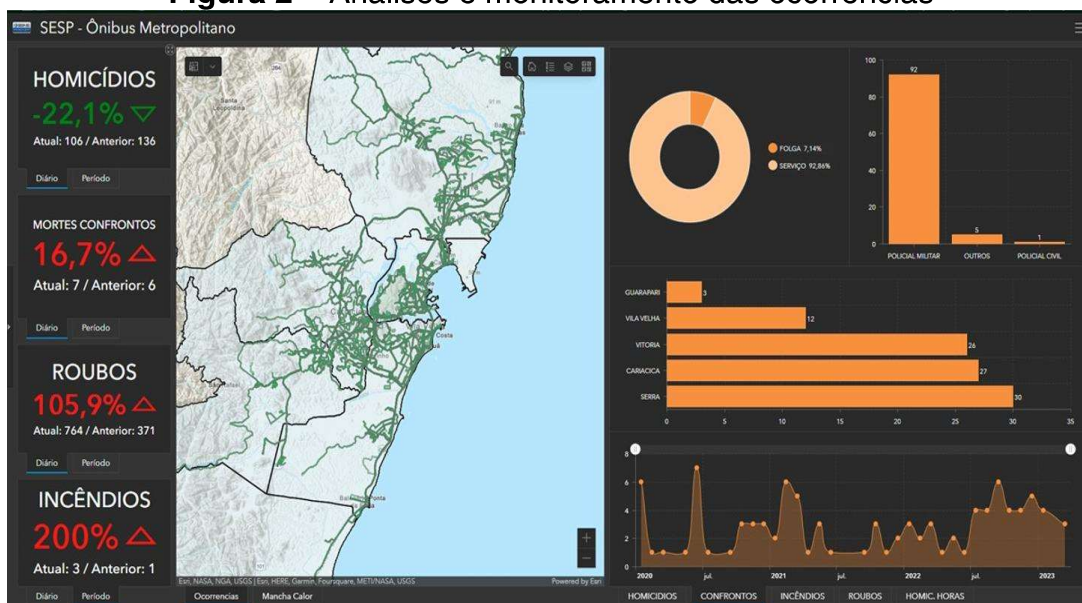 Figura 2 – Análises e monitoramento das ocorrências
SESP - Ônibus Metropolitano
HOMICÍDIOS
-22,1%
Atual: 106 / Anterior: 136
Diário Período
MORTES CONFRONTOS
16,7%
Atual: 7 / Anterior: 6
Diário Período
ROUBOS
105,9%
Atual: 764 / Anterior: 371
Diário Período
INCÊNDIOS
200%
Atual: 3 / Anterior: 1
Diário Período
Santa
Leopoldina
Costa
Esri, NASA, NGA, USGS | Esri, HERE, Garmin, Foursquare, METI/NASA, USGS
Powered by Esri
Ocorrencias Mancha Calor
FOLGA 7,14%
SERVIÇO 92,86%
100
80
60
40
20
0
92
5
1
POLICIAL MILITAR OUTROS POLICIAL CIVIL
GUARAPARI 3
VILA VELHA 12
VITORIA 26
CARIACICA 27
SERRA 30
0 5 10 15 20 25 30 35
8
6
4
2
0
2020 jul. 2021 jul. 2022 jul. 2023
HOMICIDIOS CONFRONTOS INCÊNDIOS ROUBOS HOMIC. HORAS